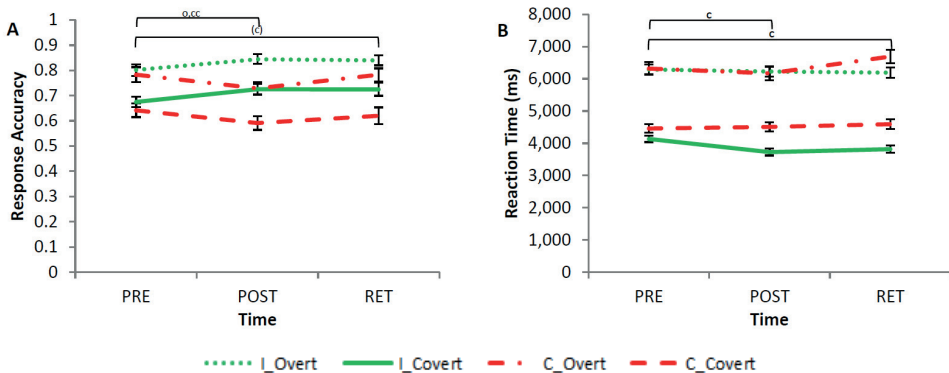 A
Response Accuracy
1
0.9
0.8
0.7
0.6
0.5
0.4
0.3
0.2
0.1
0
o,cc
(c)
PRE
POST
RET
Time
B
Reaction Time (ms)
8,000
7,000
6,000
5,000
4,000
3,000
2,000
1,000
0
c
c
PRE
POST
RET
Time
I_Overt
I_Covert
C_Overt
C_Covert